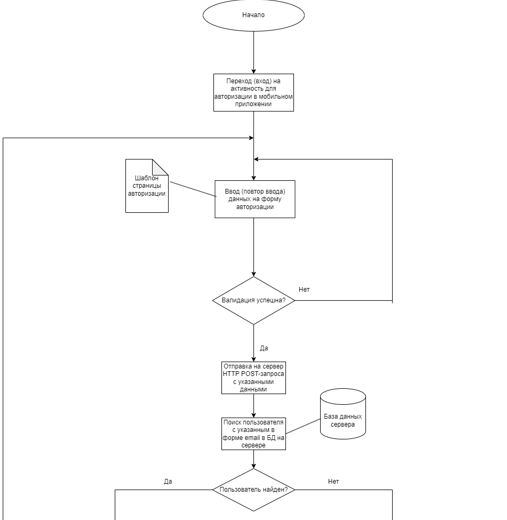 Начало
Переход (вход) на
активность для
авторизации в мобильном
приложении
Шаблон
страницы
авторизации
Ввод (повтор ввода)
данных на форму
авторизации
Валидация успешна?
Нет
Да
Отправка на сервер
HTTP POST-запроса
с указанными
данными
Поиск пользователя
с указанным в
форме email в БД на
сервере
База данных
сервера
Пользователь найден?
Да
Нет